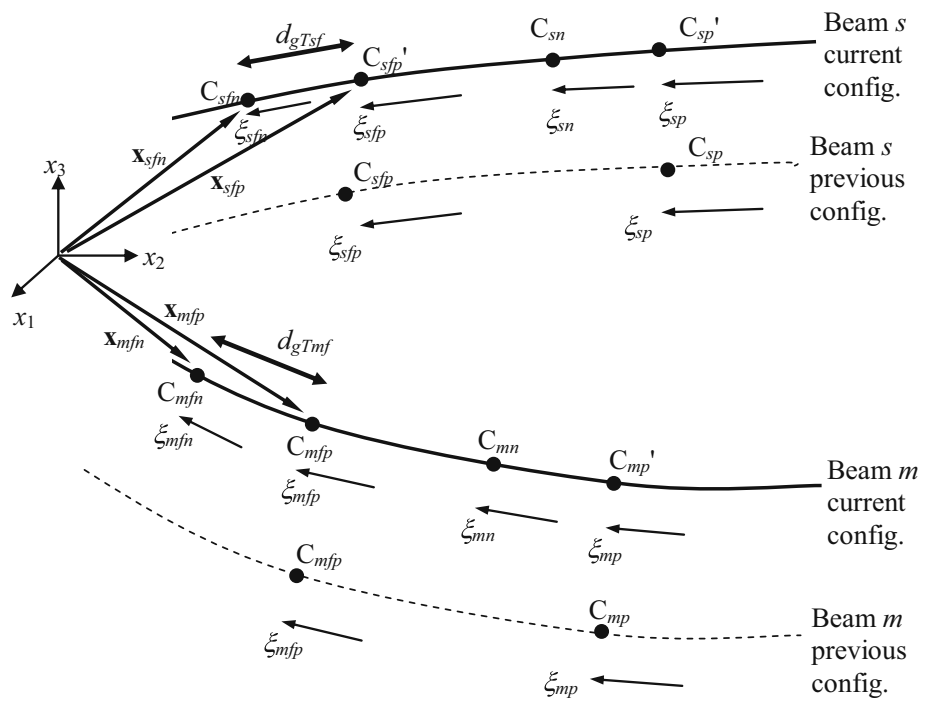 d_gTsf
C_sfn
C_sfp'
C_sn
C_sp'
Beam s
current
config.
ξ_sfn
ξ_sfp
ξ_sn
ξ_sp
x_sfn
x_sfp
C_sfp
C_sp
Beam s
previous
config.
ξ_sfp
ξ_sp
x_3
x_2
x_1
x_mfp
x_mfn
d_gTmf
C_mfn
C_mfp
C_mn
C_mp'
Beam m
current
config.
ξ_mfn
ξ_mfp
ξ_mn
ξ_mp
C_mfp
C_mp
Beam m
previous
config.
ξ_mfp
ξ_mp